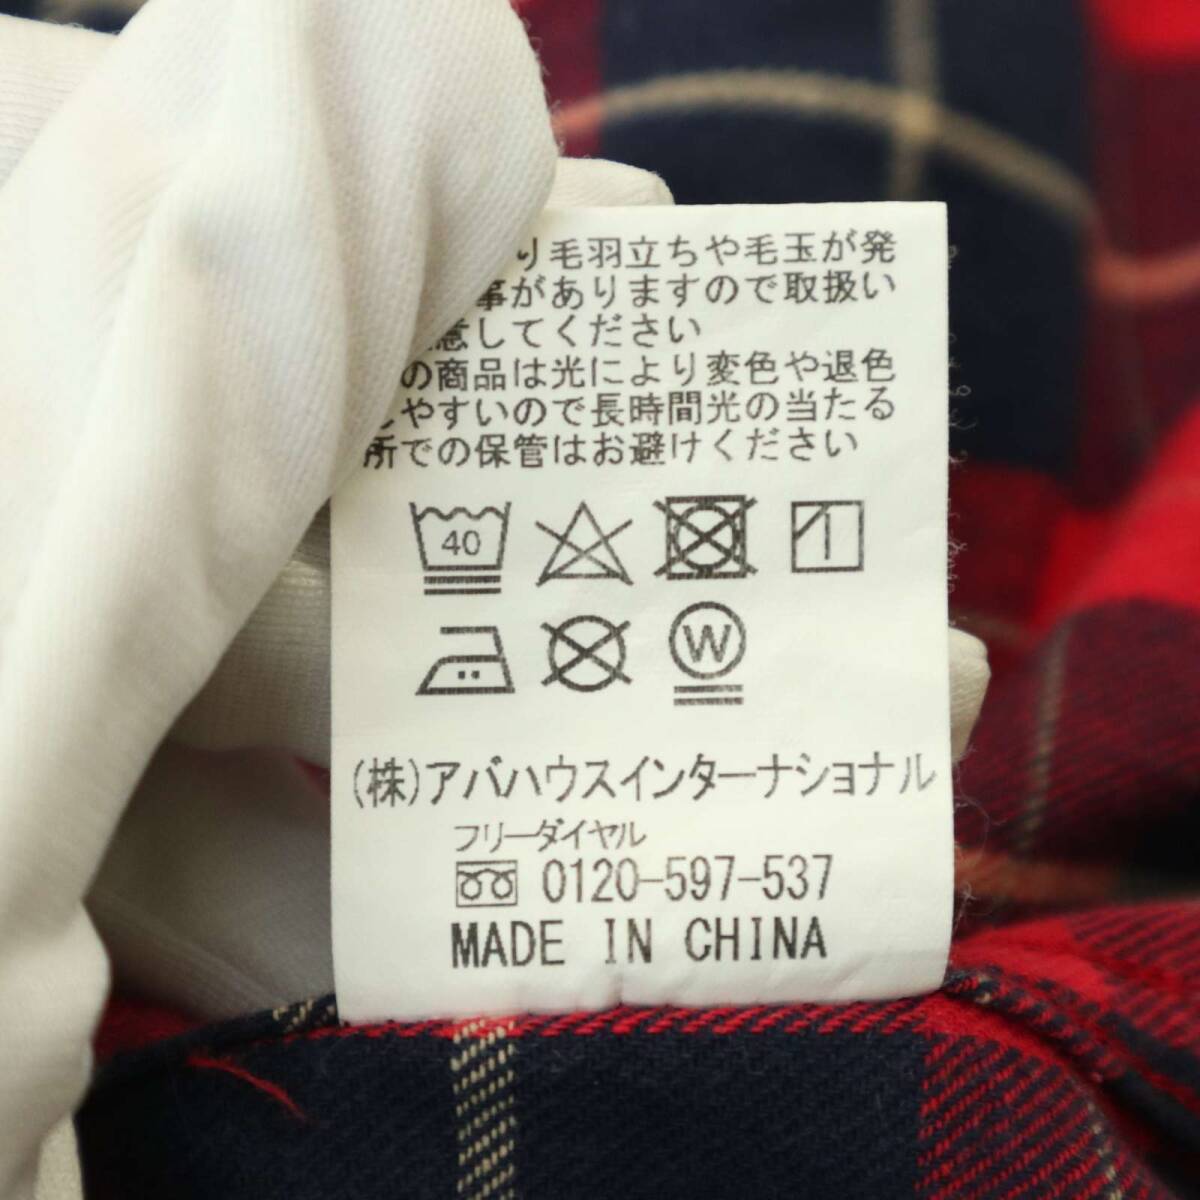 り毛羽立ちや毛玉が発
事がありますので取扱い
意してください
の商品は光により変色や退色
しやすいので長時間光の当たる
所での保管はお避けください
40
W
(株)アバハウスインターナショナル
フリーダイヤル
0120-597-537
MADE IN CHINA